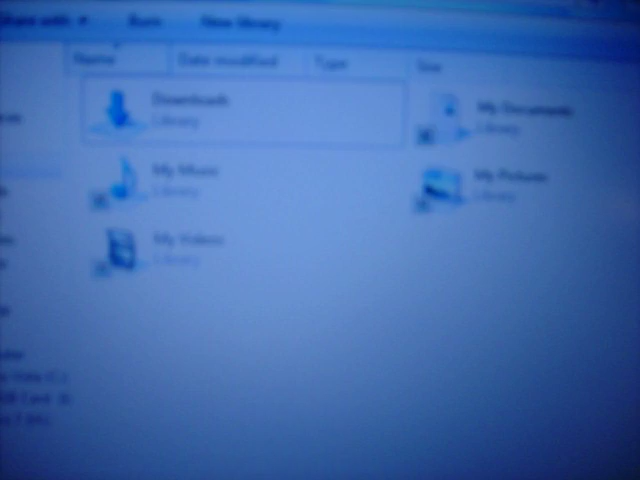 Share with Burn New library
Name Date modified Type Size
Downloads
Library
My Documents
Library
My Music
Library
My Pictures
Library
My Videos
Library